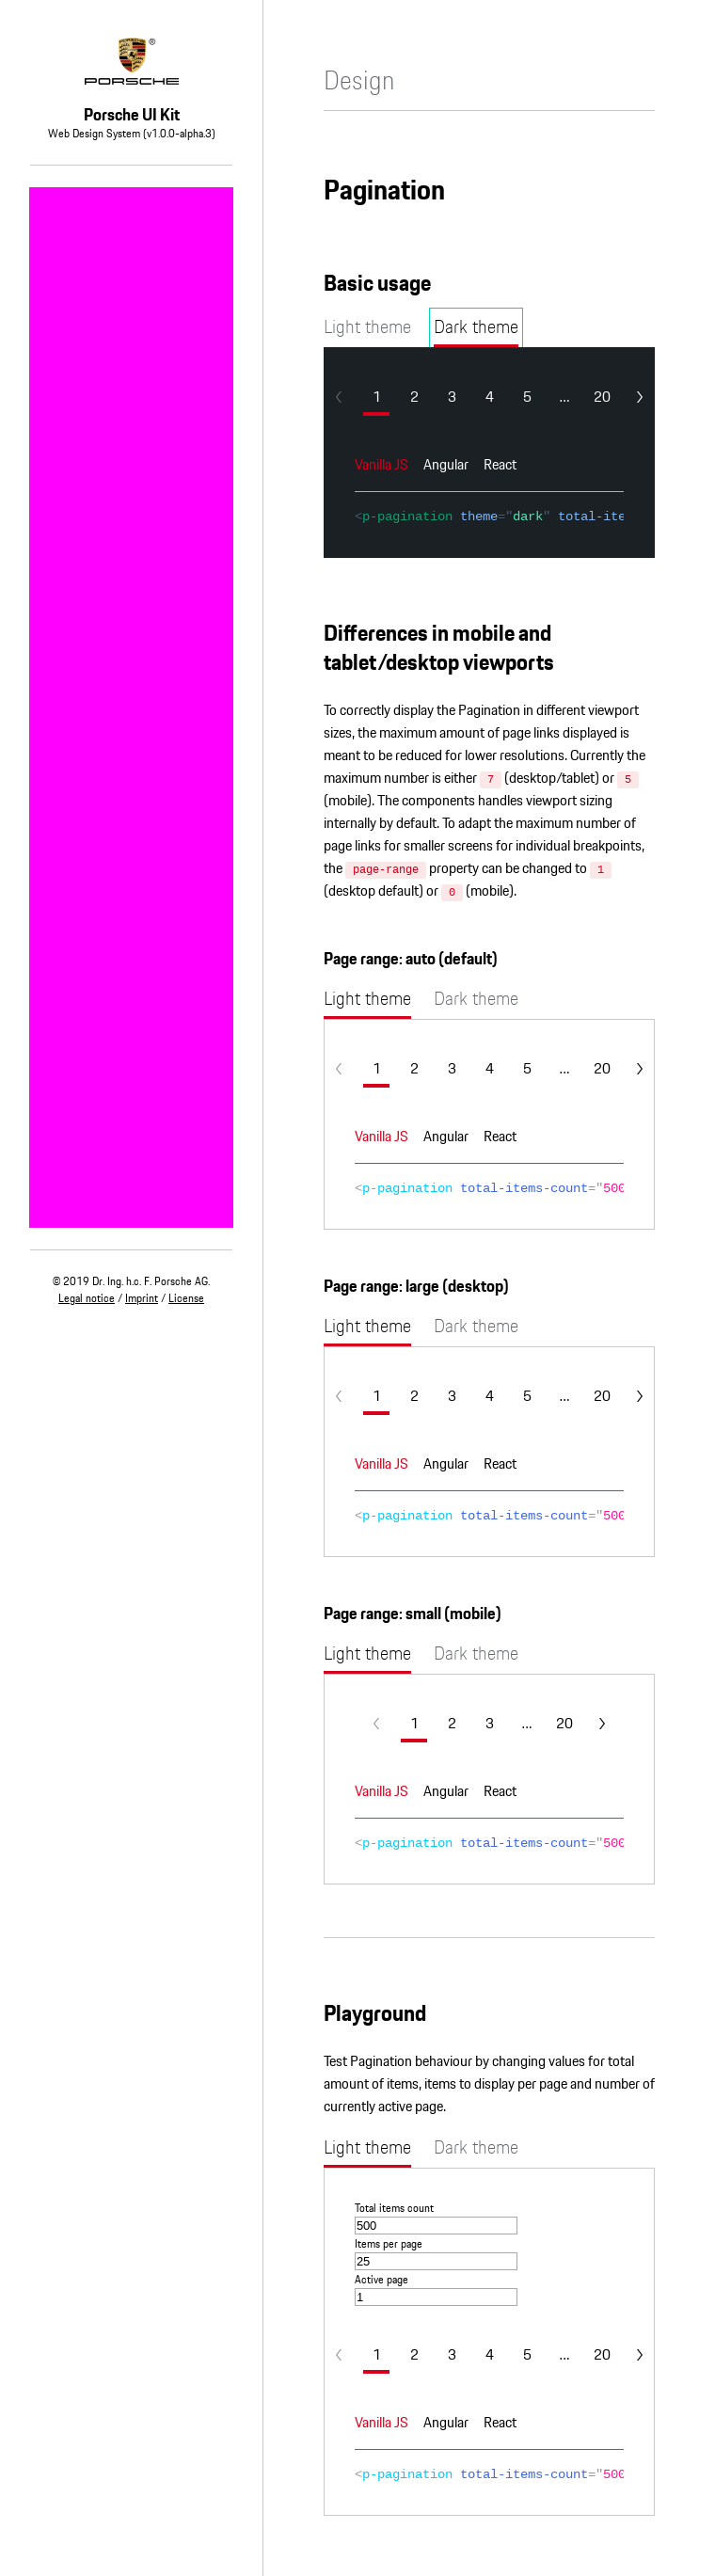 ®
PORSCHE
Porsche UI Kit
Web Design System (v1.0.0-alpha.3)
© 2019 Dr. Ing. h.c. F. Porsche AG.
Legal notice / Imprint / License
Design
Pagination
Basic usage
Light theme Dark theme
1 2 3 4 5 ... 20
Vanilla JS Angular React
<p-pagination theme="dark" total-ite
Differences in mobile and
tablet/desktop viewports
To correctly display the Pagination in different viewport
sizes, the maximum amount of page links displayed is
meant to be reduced for lower resolutions. Currently the
maximum number is either 7 (desktop/tablet) or 5
(mobile). The components handles viewport sizing
internally by default. To adapt the maximum number of
page links for smaller screens for individual breakpoints,
the page-range property can be changed to 1
(desktop default) or 0 (mobile).
Page range: auto (default)
Light theme Dark theme
1 2 3 4 5 ... 20
Vanilla JS Angular React
<p-pagination total-items-count="500
Page range: large (desktop)
Light theme Dark theme
1 2 3 4 5 ... 20
Vanilla JS Angular React
<p-pagination total-items-count="500
Page range: small (mobile)
Light theme Dark theme
1 2 3 ... 20
Vanilla JS Angular React
<p-pagination total-items-count="500
Playground
Test Pagination behaviour by changing values for total
amount of items, items to display per page and number of
currently active page.
Light theme Dark theme
Total items count
500
Items per page
25
Active page
1
1 2 3 4 5 ... 20
Vanilla JS Angular React
<p-pagination total-items-count="500